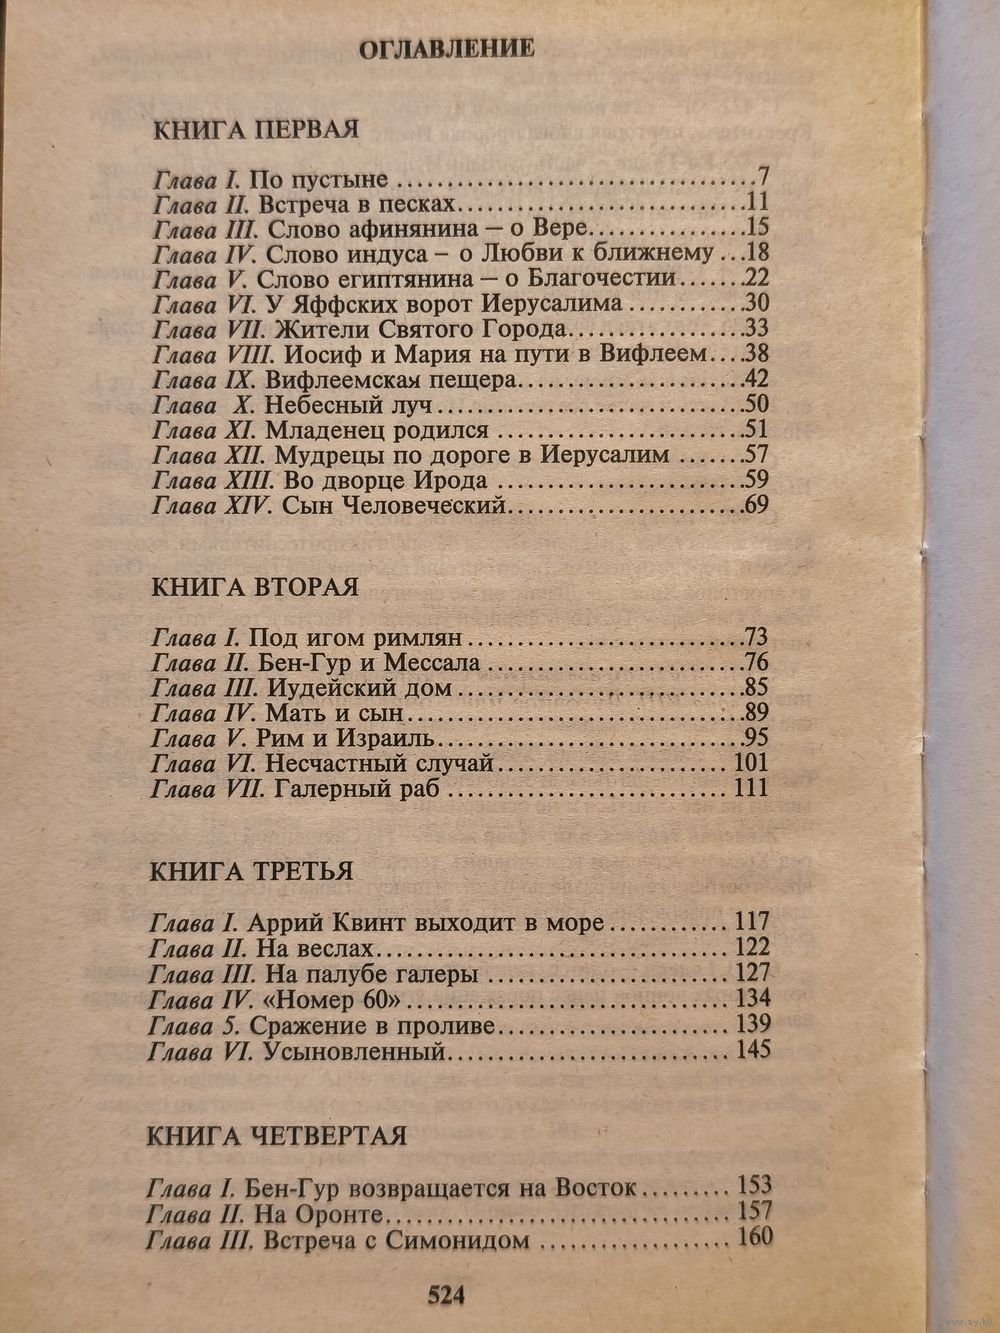 ОГЛАВЛЕНИЕ
КНИГА ПЕРВАЯ
Глава I. По пустыне ....................................7
Глава II. Встреча в песках.............................11
Глава III. Слово афинянина — о Вере................15
Глава IV. Слово индуса – о Любви к ближнему ...18
Глава V. Слово египтянина — о Благочестии.......22
Глава VI. У Яффских ворот Иерусалима ............30
Глава VII. Жители Святого Города..................33
Глава VIII. Иосиф и Мария на пути в Вифлеем....38
Глава IX. Вифлеемская пещера.......................42
Глава X. Небесный луч ...............................50
Глава XI. Младенец родился .........................51
Глава XII. Мудрецы по дороге в Иерусалим .......57
Глава XIII. Во дворце Ирода .........................59
Глава XIV. Сын Человеческий........................69
КНИГА ВТОРАЯ
Глава I. Под игом римлян............................73
Глава II. Бен-Гур и Мессала ..........................76
Глава III. Иудейский дом .............................85
Глава IV. Мать и сын..................................89
Глава V. Рим и Израиль...............................95
Глава VI. Несчастный случай....................... 101
Глава VII. Галерный раб ............................ 111
КНИГА ТРЕТЬЯ
Глава I. Аррий Квинт выходит в море ............ 117
Глава II. На веслах................................... 122
Глава III. На палубе галеры ........................ 127
Глава IV. «Номер 60» ................................ 134
Глава 5. Сражение в проливе....................... 139
Глава VI. Усыновленный............................ 145
КНИГА ЧЕТВЕРТАЯ
Глава I. Бен-Гур возвращается на Восток ......... 153
Глава II. На Оронте.................................. 157
Глава III. Встреча с Симонидом ................... 160
524
www.ay.by